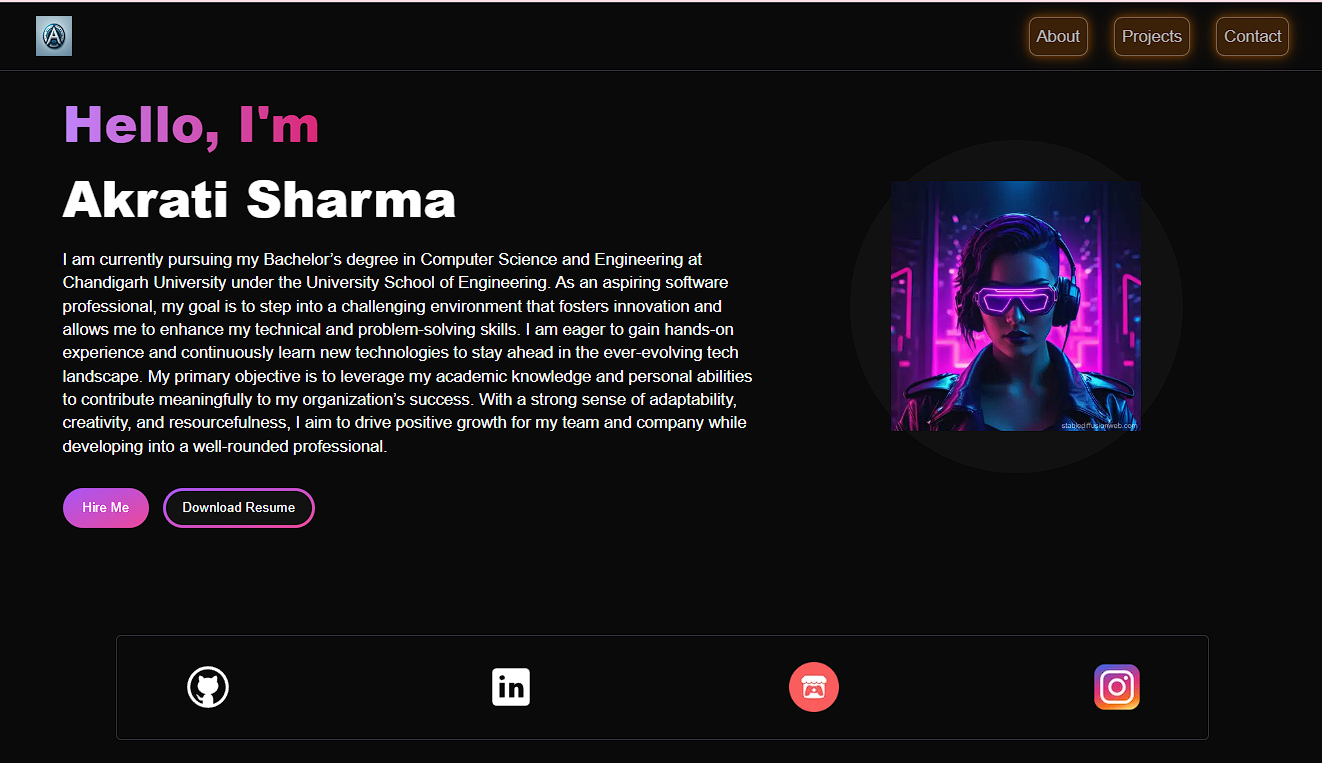 A
About
Projects
Contact
Hello, I'm
Akrati Sharma
I am currently pursuing my Bachelor’s degree in Computer Science and Engineering at
Chandigarh University under the University School of Engineering. As an aspiring software
professional, my goal is to step into a challenging environment that fosters innovation and
allows me to enhance my technical and problem-solving skills. I am eager to gain hands-on
experience and continuously learn new technologies to stay ahead in the ever-evolving tech
landscape. My primary objective is to leverage my academic knowledge and personal abilities
to contribute meaningfully to my organization’s success. With a strong sense of adaptability,
creativity, and resourcefulness, I aim to drive positive growth for my team and company while
developing into a well-rounded professional.
stablediffusionweb.com
Hire Me
Download Resume
in